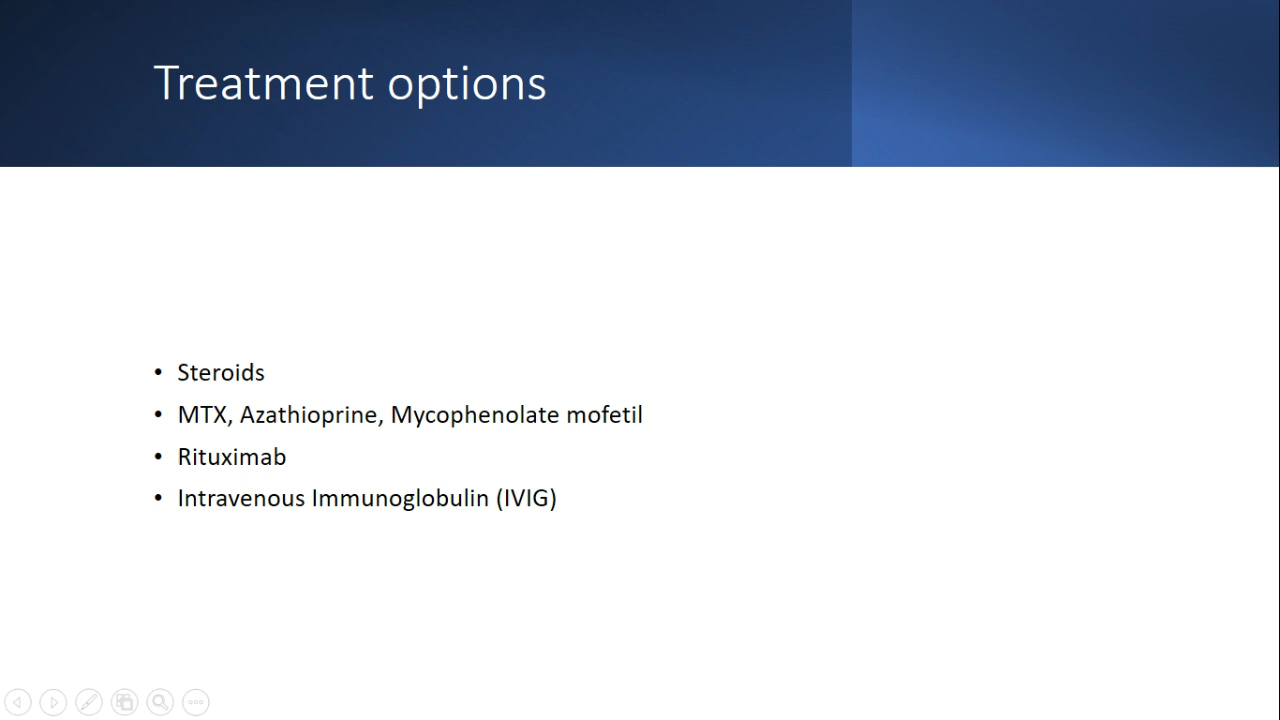 Treatment options
• Steroids
• MTX, Azathioprine, Mycophenolate mofetil
• Rituximab
• Intravenous Immunoglobulin (IVIG)